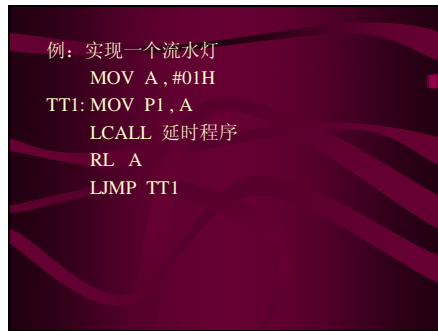 例：实现一个流水灯
MOV A , #01H
TT1: MOV P1 , A
LCALL 延时程序
RL A
LJMP TT1